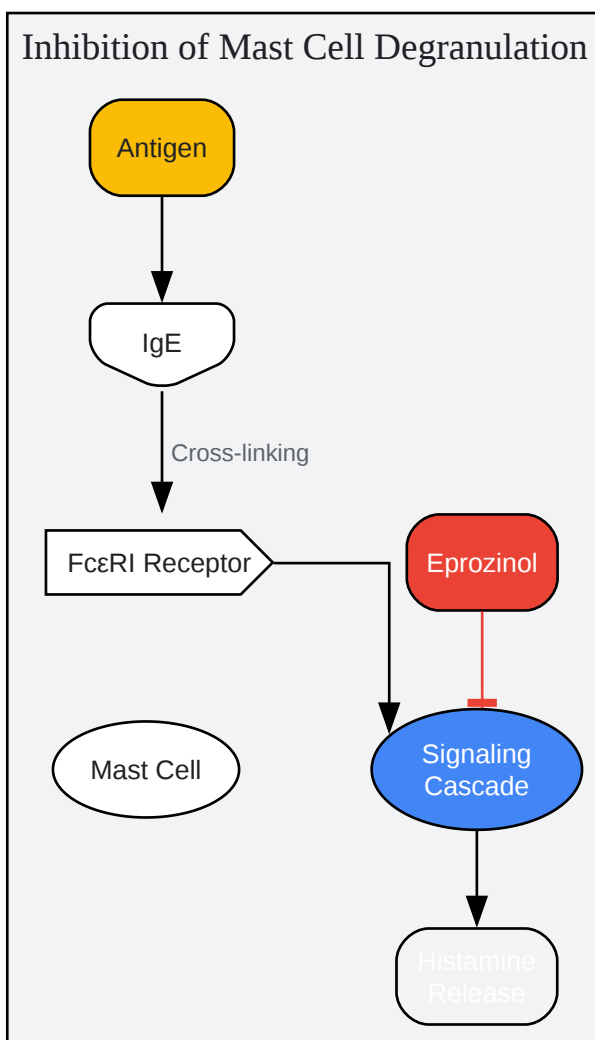 Inhibition of Mast Cell Degranulation
Antigen
IgE
Cross-linking
FcεRI Receptor
Eprozinol
Mast Cell
Signaling
Cascade
Histamine
Release